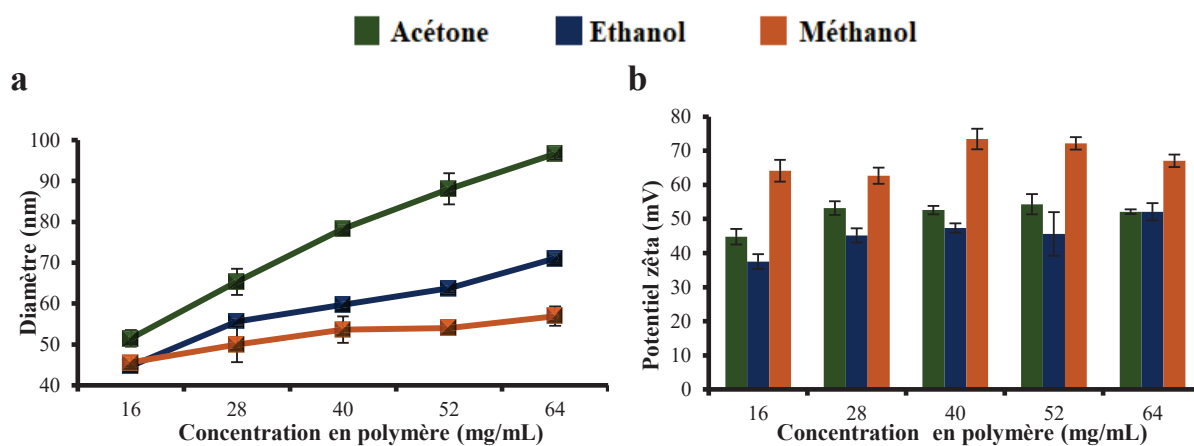 Acétone Ethanol Méthanol
a
100
90
80
70
60
50
40
Diamètre (nm)
16 28 40 52 64
Concentration en polymère (mg/mL)
b
80
70
60
50
40
30
20
10
0
Potentiel zêta (mV)
16 28 40 52 64
Concentration en polymère (mg/mL)